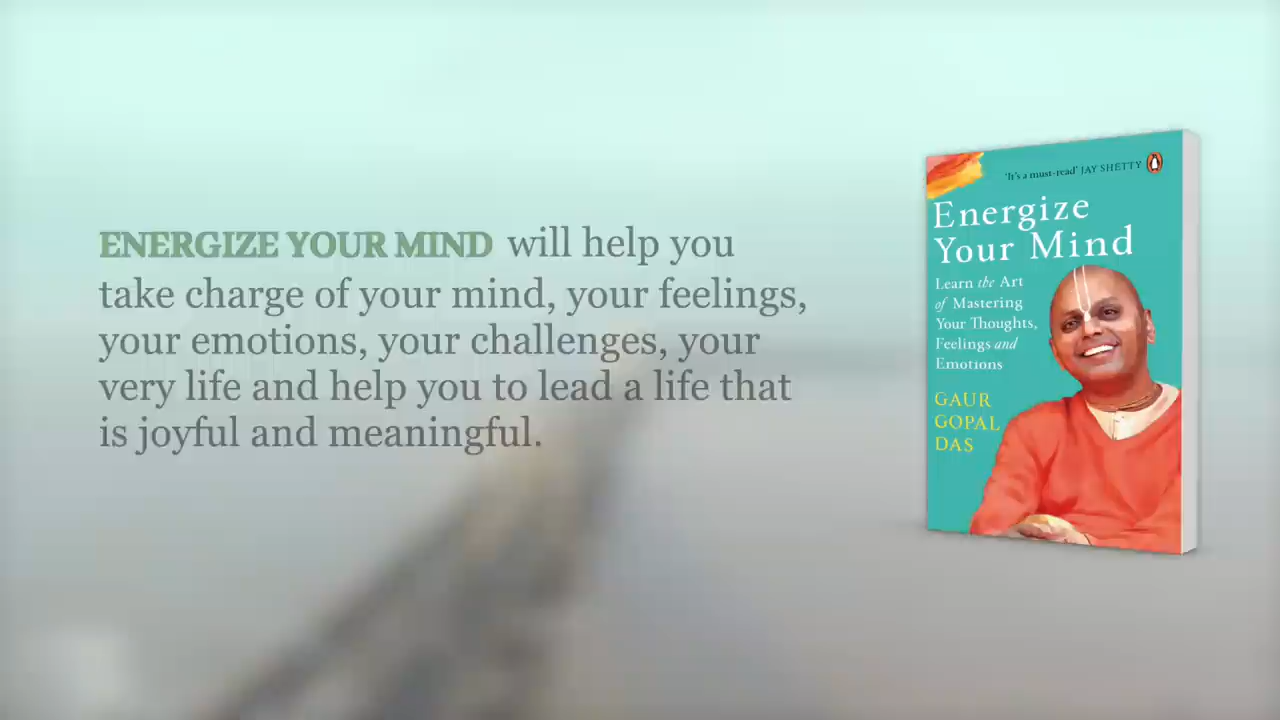 ENERGIZE YOUR MIND will help you
take charge of your mind, your feelings,
your emotions, your challenges, your
very life and help you to lead a life that
is joyful and meaningful.
'It's a must-read' JAY SHETTY
Energize
Your Mind
Learn the Art
of Mastering
Your Thoughts,
Feelings and
Emotions
GAUR
GOPAL
DAS